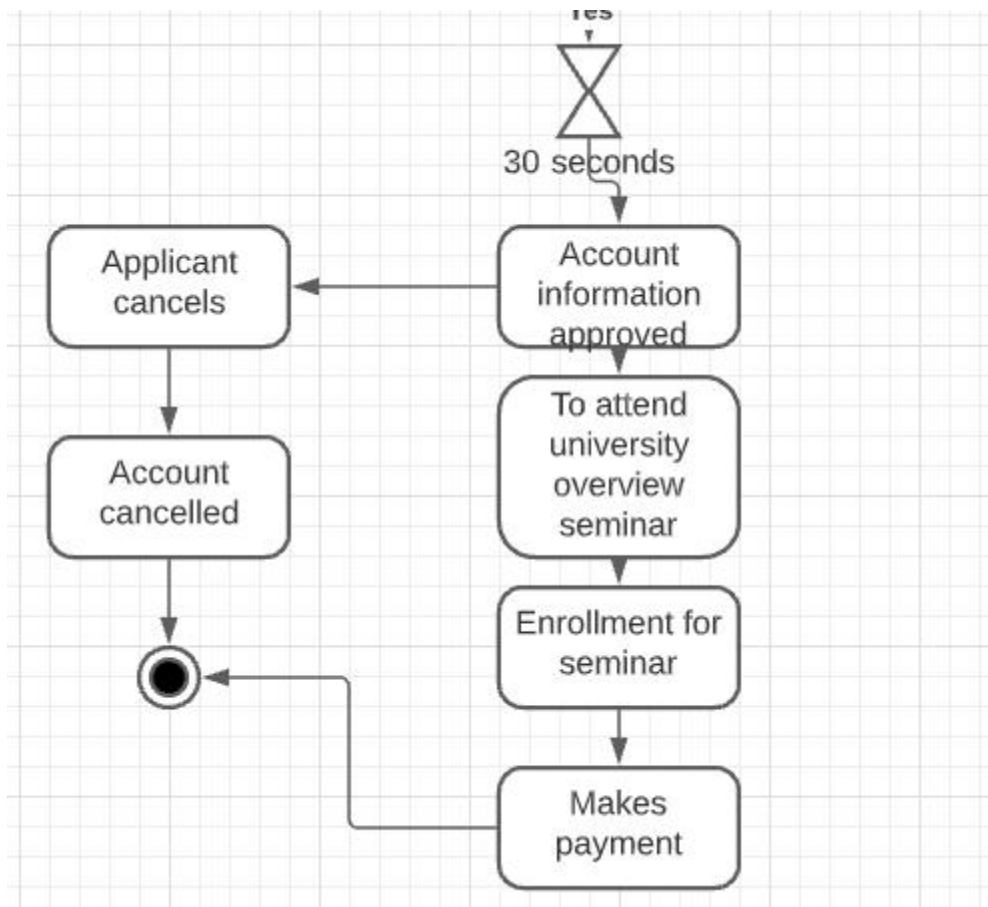 Yes
30 seconds
Applicant
cancels
Account
information
approved
To attend
university
overview
seminar
Account
cancelled
Enrollment for
seminar
Makes
payment